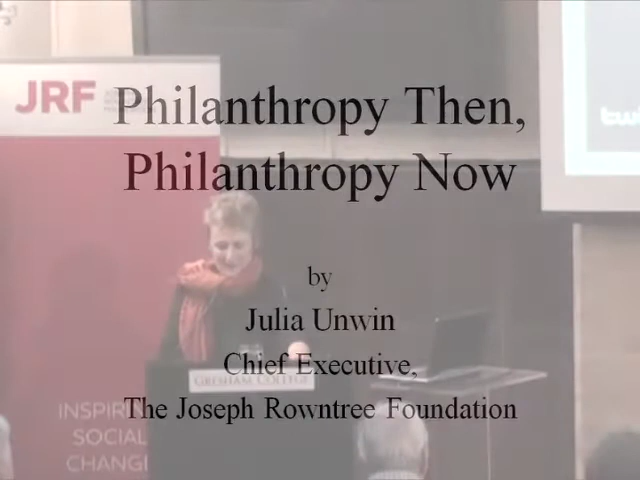 JRF
Philanthropy Then,
Philanthropy Now
by
Julia Unwin
Chief Executive,
GRESHAM COLLEGE
The Joseph Rowntree Foundation
INSPIRING
SOCIAL
CHANGE